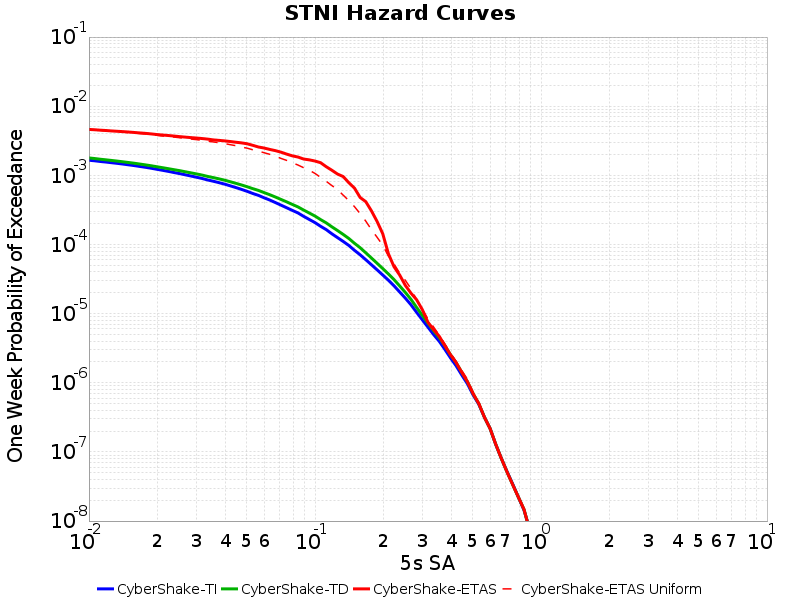 STNI Hazard Curves
One Week Probability of Exceedance
10-1
10-2
10-3
10-4
10-5
10-6
10-7
10-8
10-2 2 3 4 5 6 10-1 2 3 4 5 6 7 100 2 3 4 5 6 7 101
5s SA
CyberShake-TI CyberShake-TD CyberShake-ETAS CyberShake-ETAS Uniform